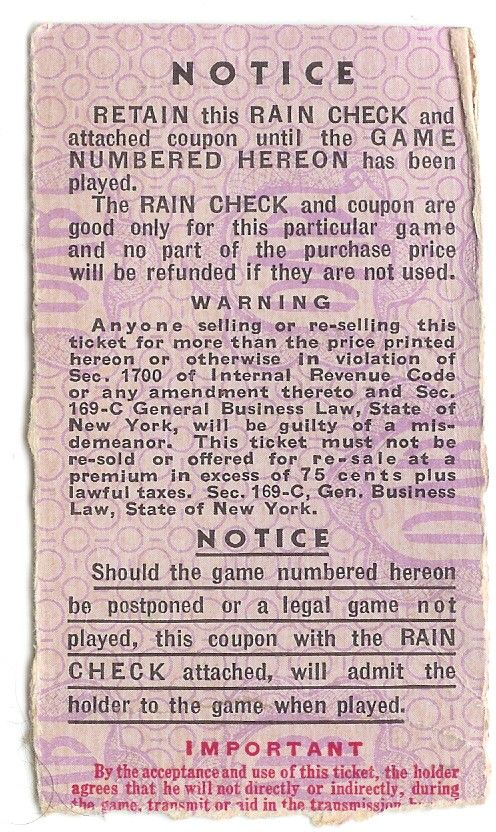 NOTICE
RETAIN this RAIN CHECK and
attached coupon until the GAME
NUMBERED HEREON has been
played.
The RAIN CHECK and coupon are
good only for this particular game
and no part of the purchase price
will be refunded if they are not used.
WARNING
Anyone selling or re-selling this
ticket for more than the price printed
hereon or otherwise in violation of
Sec. 1700 of Internal Revenue Code
or any amendment thereto and Sec.
169-C General Business Law, State of
New York, will be guilty of a mis-
demeanor. This ticket must not be
re-sold or offered for re-sale at a
premium in excess of 75 cents plus
lawful taxes. Sec. 169-C, Gen. Business
Law, State of New York.
NOTICE
Should the game numbered hereon
be postponed or a legal game not
played, this coupon with the RAIN
CHECK attached, will admit the
holder to the game when played.
IMPORTANT
By the acceptance and use of this ticket, the holder
agrees that he will not directly or indirectly, during
the game, transmit or aid in the transmission